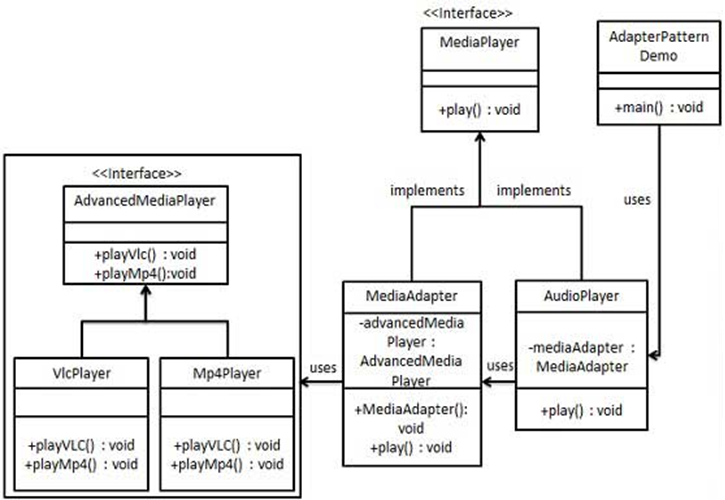 <<Interface>>
MediaPlayer
+play() : void
AdapterPattern
Demo
+main() : void
implements
implements
uses
<<Interface>>
AdvancedMediaPlayer
+playVlc() : void
+playMp4():void
VlcPlayer
+playVLC() : void
+playMp4() : void
Mp4Player
+playVLC() : void
+playMp4() : void
uses
MediaAdapter
-advancedMedia
Player :
AdvancedMedia
Player
+MediaAdapter():
void
+play() : void
uses
AudioPlayer
-mediaAdapter :
MediaAdapter
+play() : void